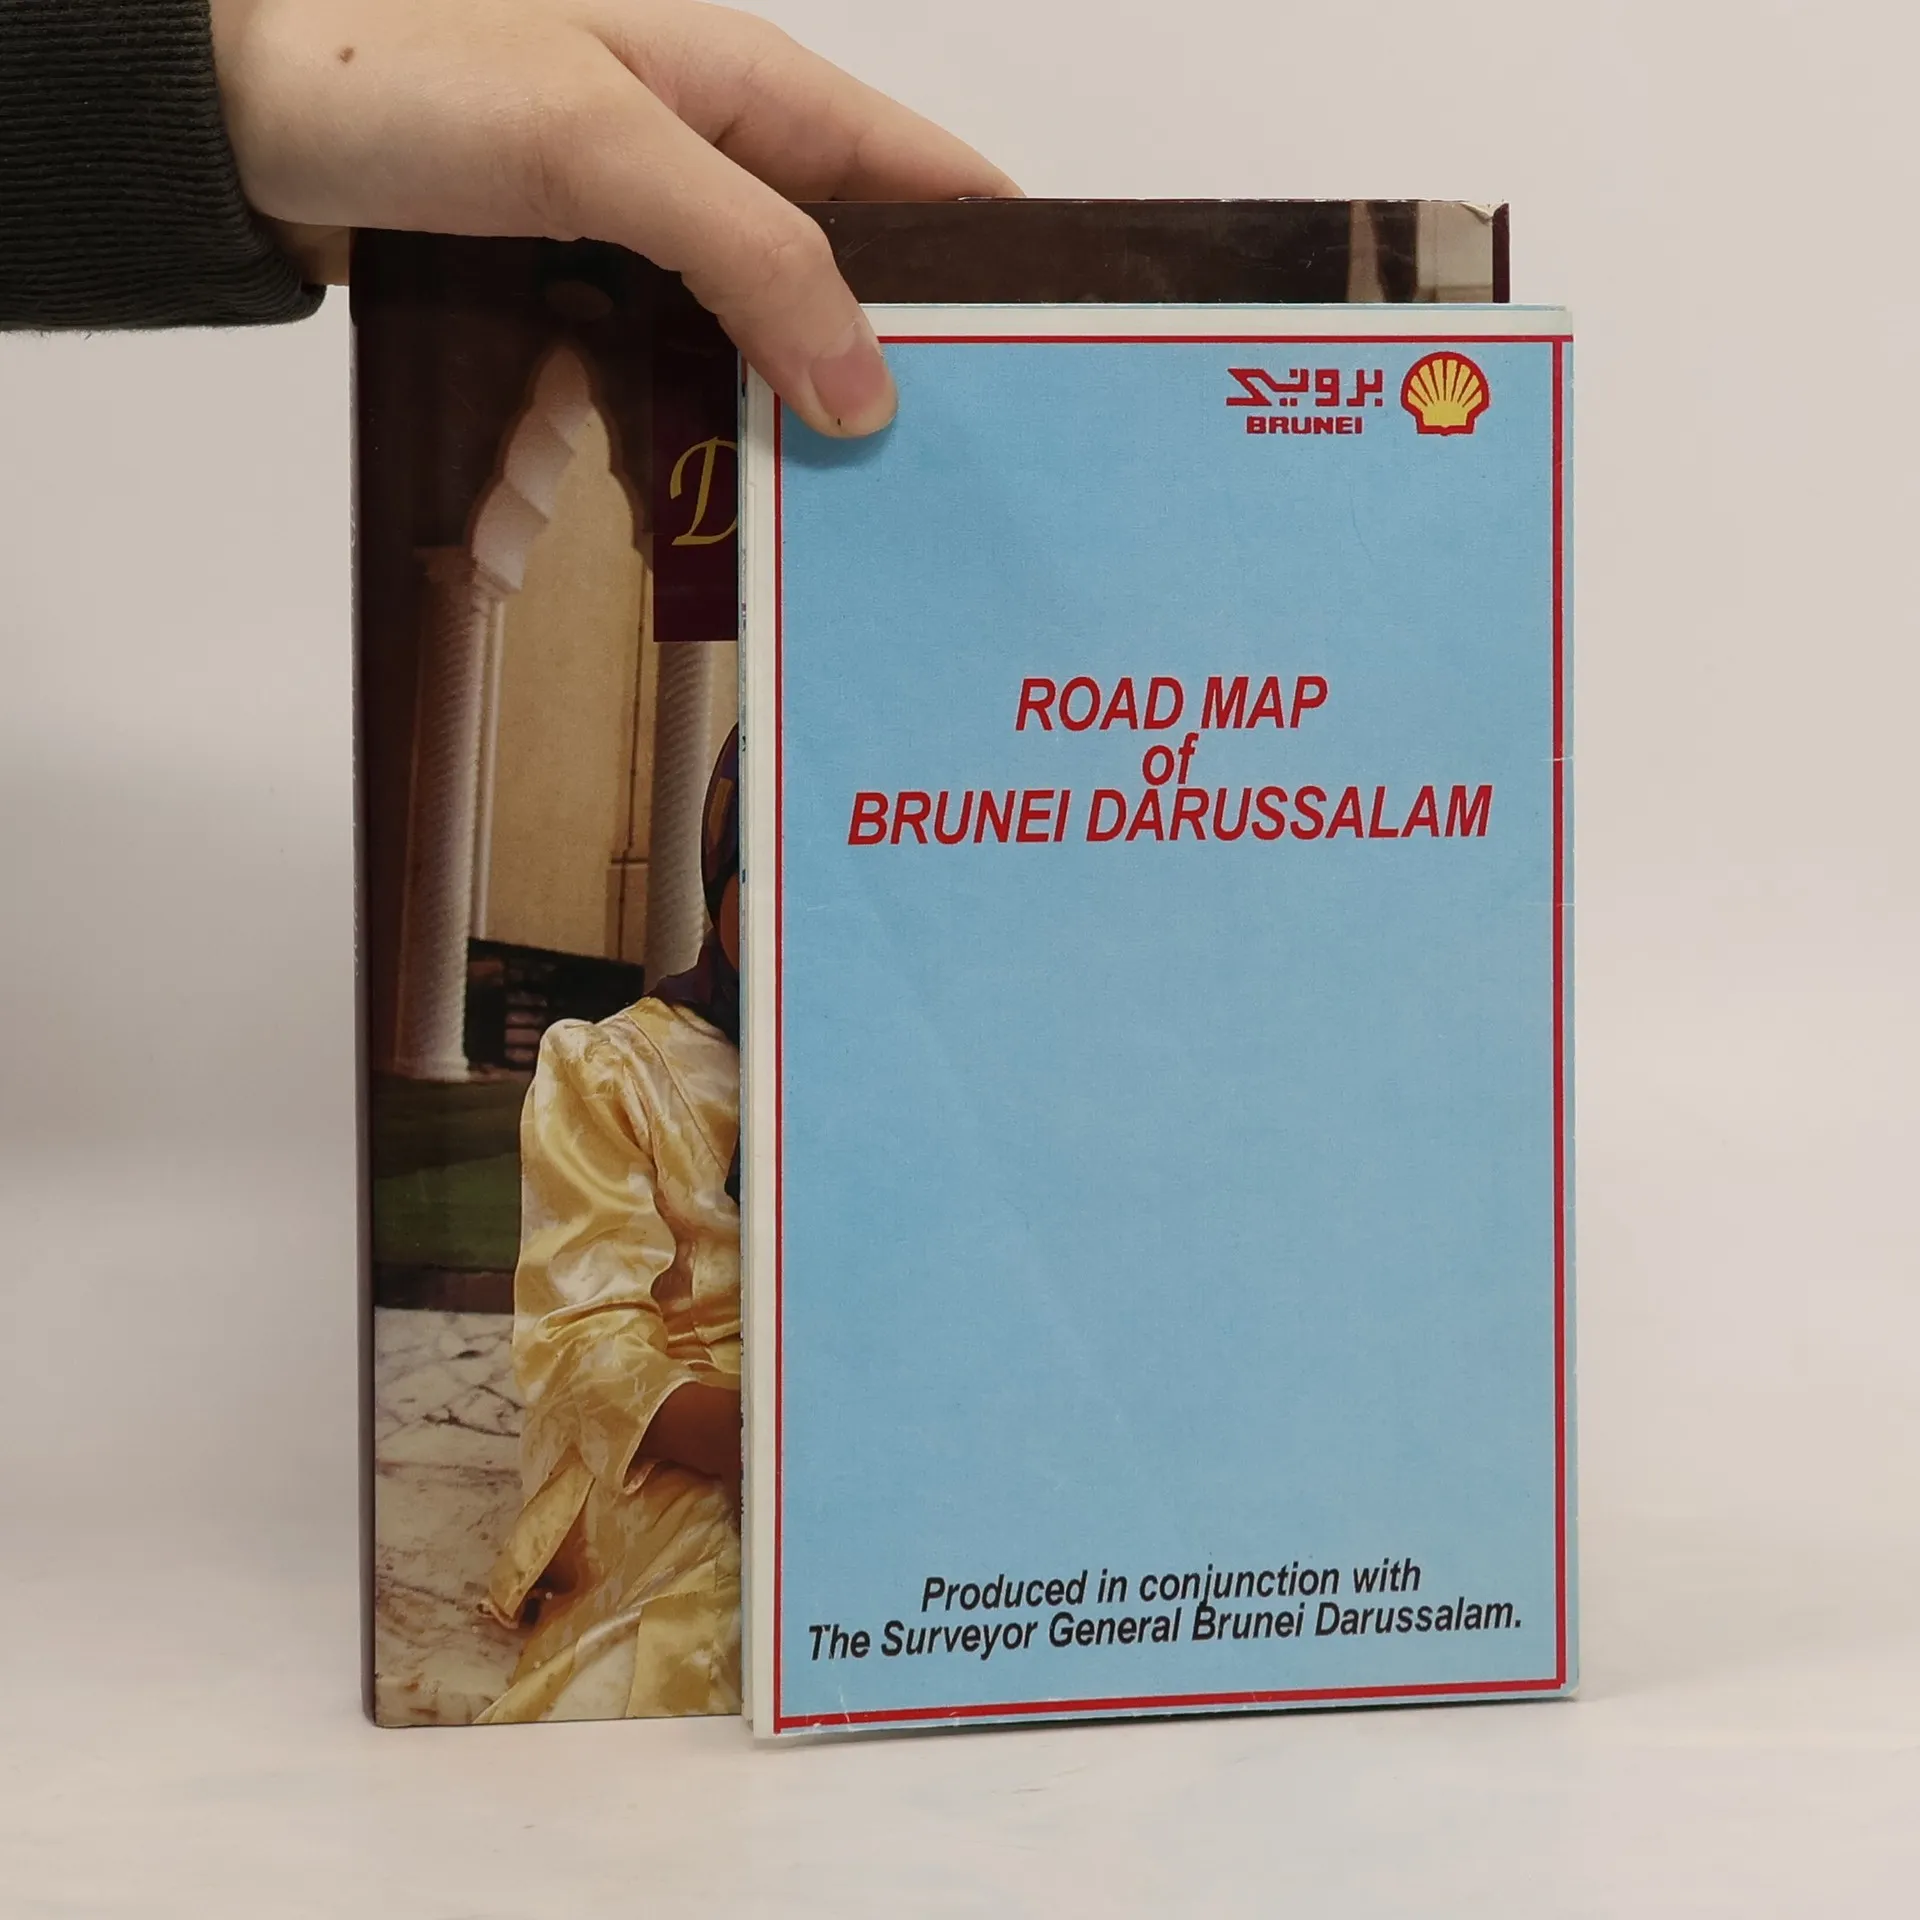 بروني
BRUNEI
D
ROAD MAP
of
BRUNEI DARUSSALAM
Produced in conjunction with
The Surveyor General Brunei Darussalam.